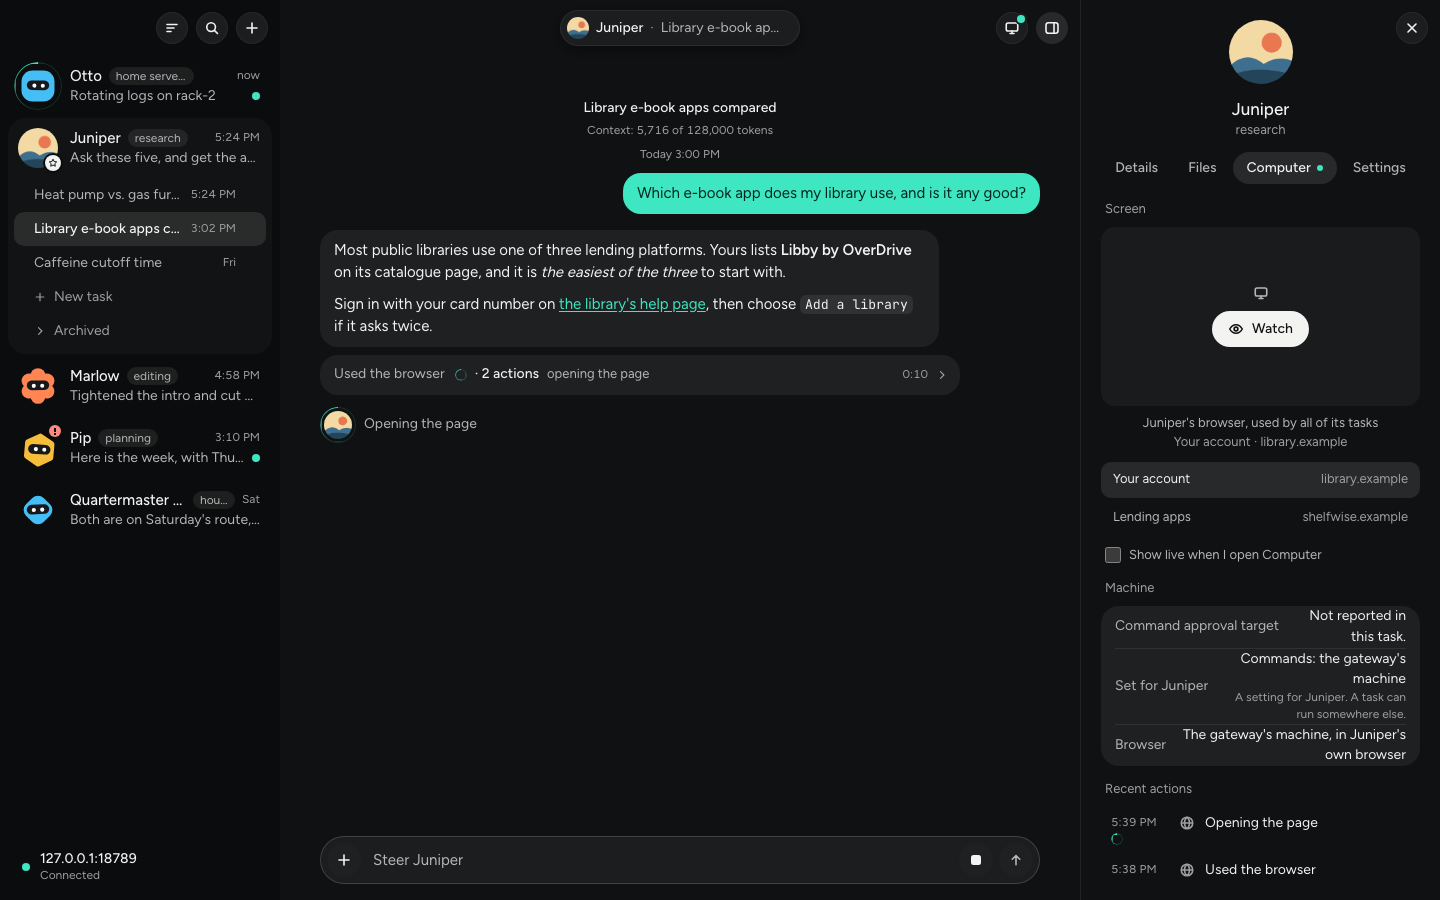 Otto home serve... now
Rotating logs on rack-2
Juniper research 5:24 PM
Ask these five, and get the a...
Heat pump vs. gas fur... 5:24 PM
Library e-book apps c... 3:02 PM
Caffeine cutoff time Fri
New task
Archived
Marlow editing 4:58 PM
Tightened the intro and cut ...
Pip planning 3:10 PM
Here is the week, with Thu...
Quartermaster ... hou... Sat
Both are on Saturday's route,...
127.0.0.1:18789
Connected
Juniper · Library e-book ap...
Library e-book apps compared
Context: 5,716 of 128,000 tokens
Today 3:00 PM
Which e-book app does my library use, and is it any good?
Most public libraries use one of three lending platforms. Yours lists Libby by OverDrive
on its catalogue page, and it is the easiest of the three to start with.
Sign in with your card number on the library's help page, then choose Add a library
if it asks twice.
Used the browser · 2 actions opening the page 0:10
Opening the page
Steer Juniper
Juniper
research
Details Files Computer Settings
Screen
Watch
Juniper's browser, used by all of its tasks
Your account · library.example
Your account library.example
Lending apps shelfwise.example
Show live when I open Computer
Machine
Command approval target Not reported in
this task.
Set for Juniper Commands: the gateway's
machine
A setting for Juniper. A task can
run somewhere else.
Browser The gateway's machine, in Juniper's
own browser
Recent actions
5:39 PM Opening the page
5:38 PM Used the browser